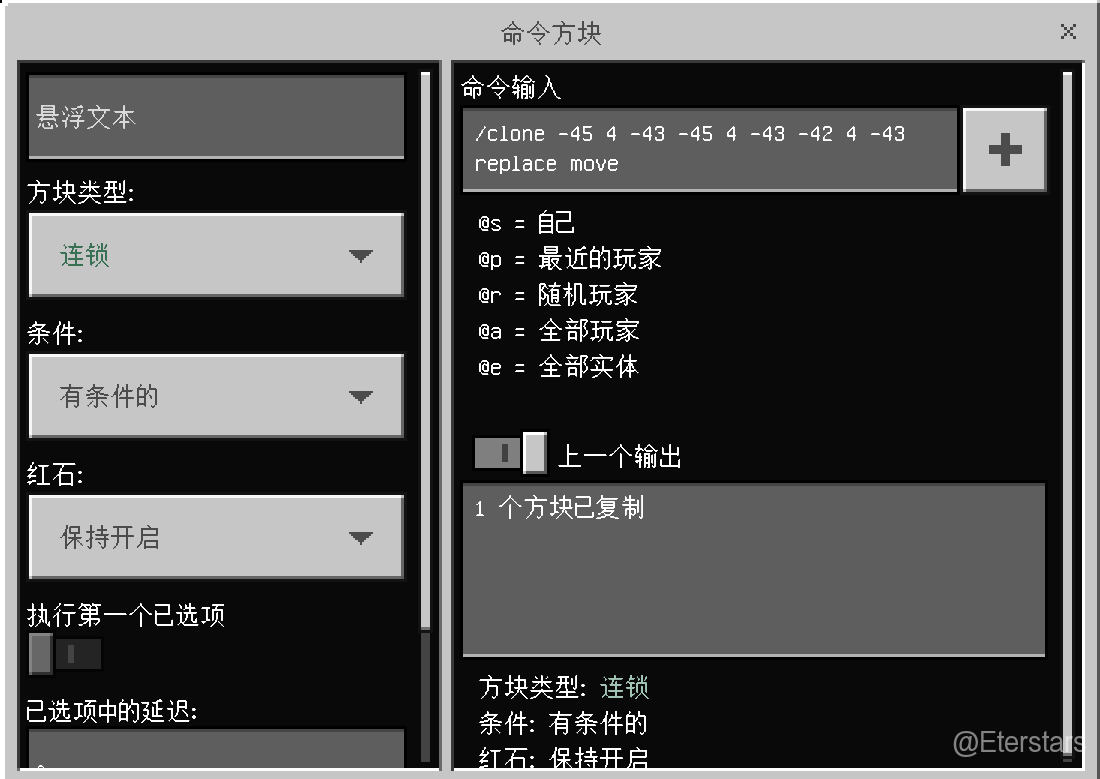 命令方块
悬浮文本
方块类型:
连锁
条件:
有条件的
红石:
保持开启
执行第一个已选项
已选项中的延迟:
命令输入
/clone -45 4 -43 -45 4 -43 -42 4 -43
replace move
@s = 自己
@p = 最近的玩家
@r = 随机玩家
@a = 全部玩家
@e = 全部实体
上一个输出
1 个方块已复制
方块类型: 连锁
条件: 有条件的
红石: 保持开启
@Eterstars